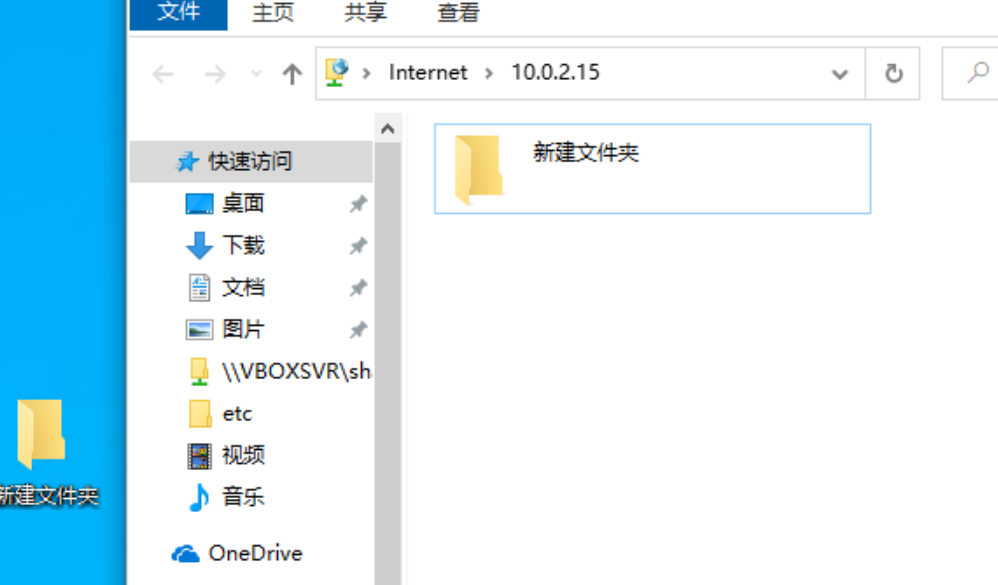 文件 主页 共享 查看
Internet 10.0.2.15
快速访问
新建文件夹
桌面
下载
文档
图片
\\VBOXSVR\sh
etc
视频
音乐
新建文件夹
OneDrive